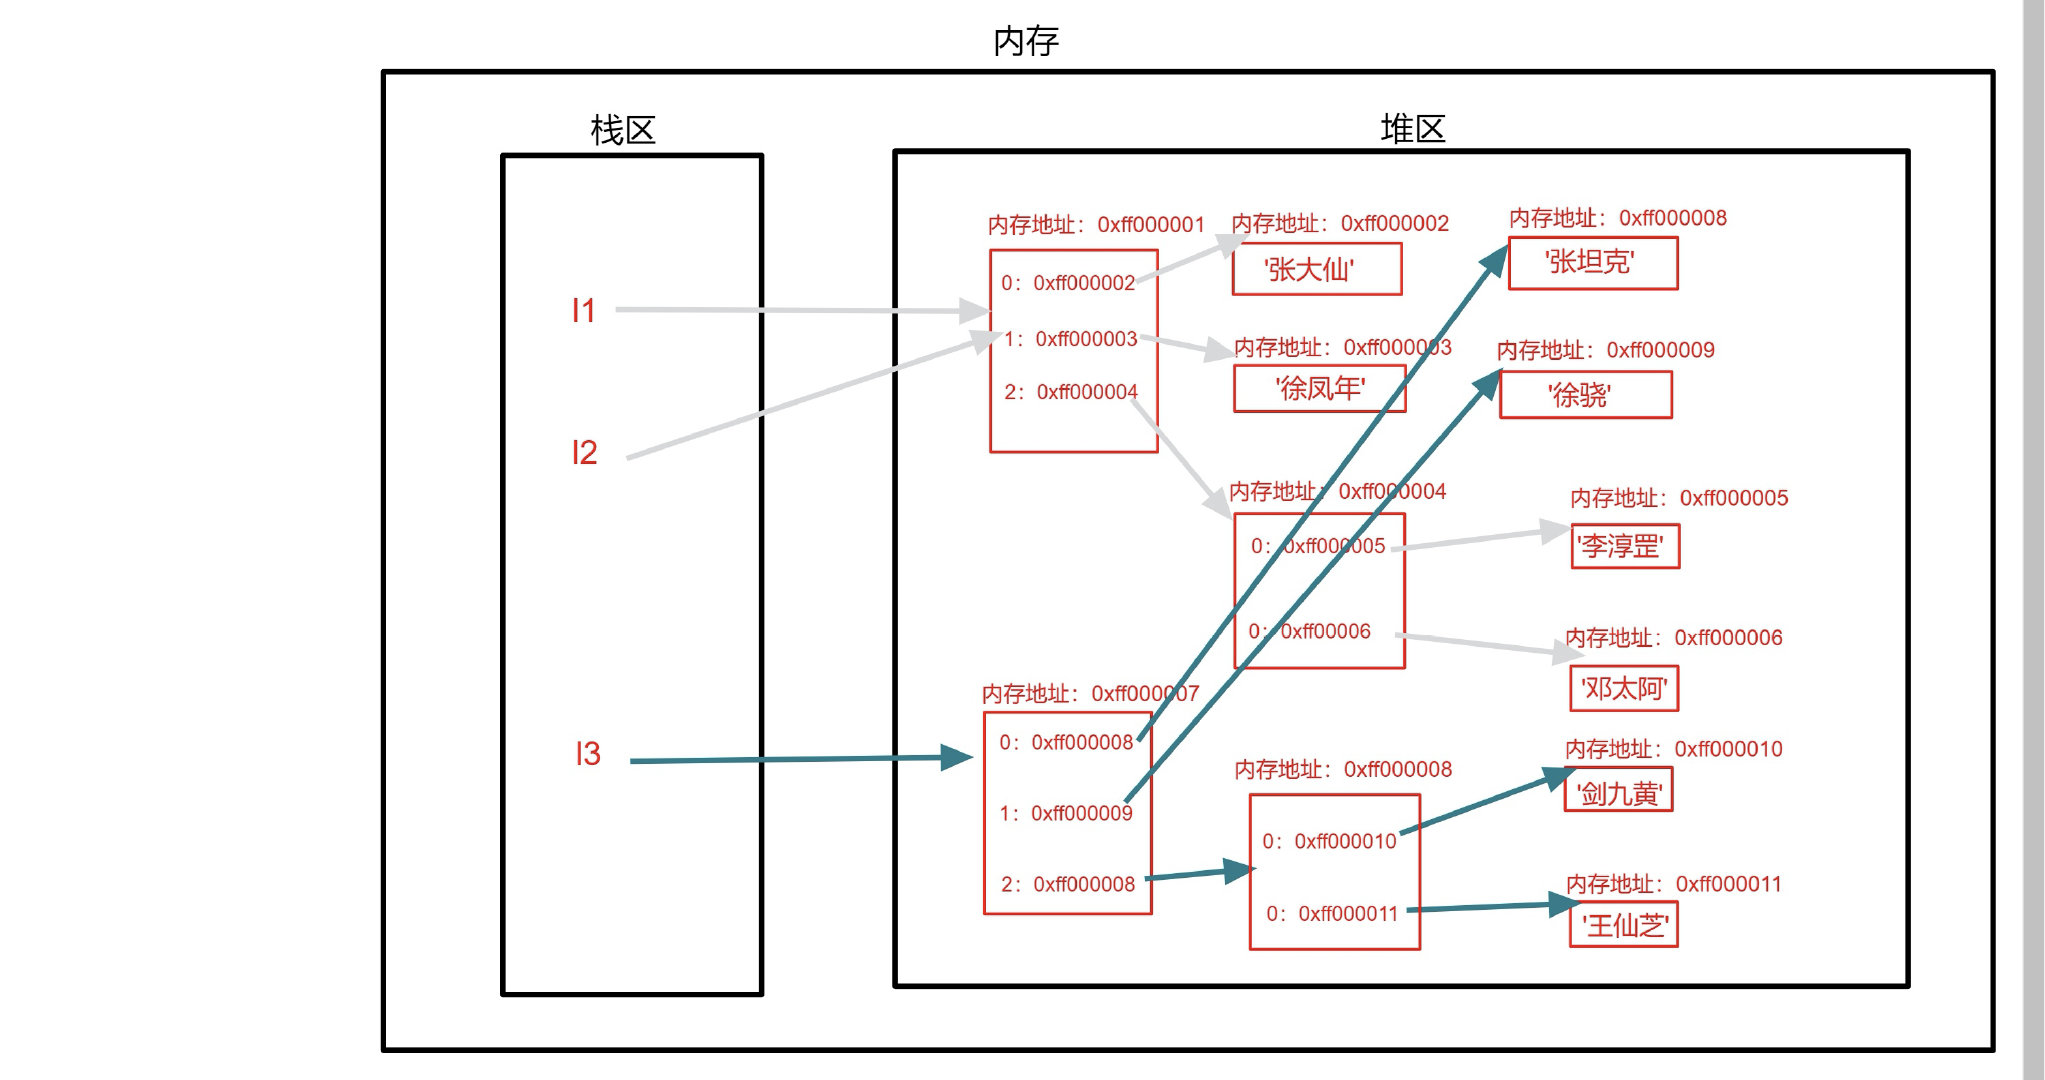 内存
栈区
堆区
l1
l2
l3
内存地址：0xff000001
0：0xff000002
1：0xff000003
2：0xff000004
内存地址：0xff000002
'张大仙'
内存地址：0xff000003
'徐凤年'
内存地址：0xff000008
'张坦克'
内存地址：0xff000009
'徐骁'
内存地址：0xff000004
0：0xff000005
0：0xff00006
内存地址：0xff000005
'李淳罡'
内存地址：0xff000006
'邓太阿'
内存地址：0xff000007
0：0xff000008
1：0xff000009
2：0xff000008
内存地址：0xff000008
0：0xff000010
0：0xff000011
内存地址：0xff000010
'剑九黄'
内存地址：0xff000011
'王仙芝'